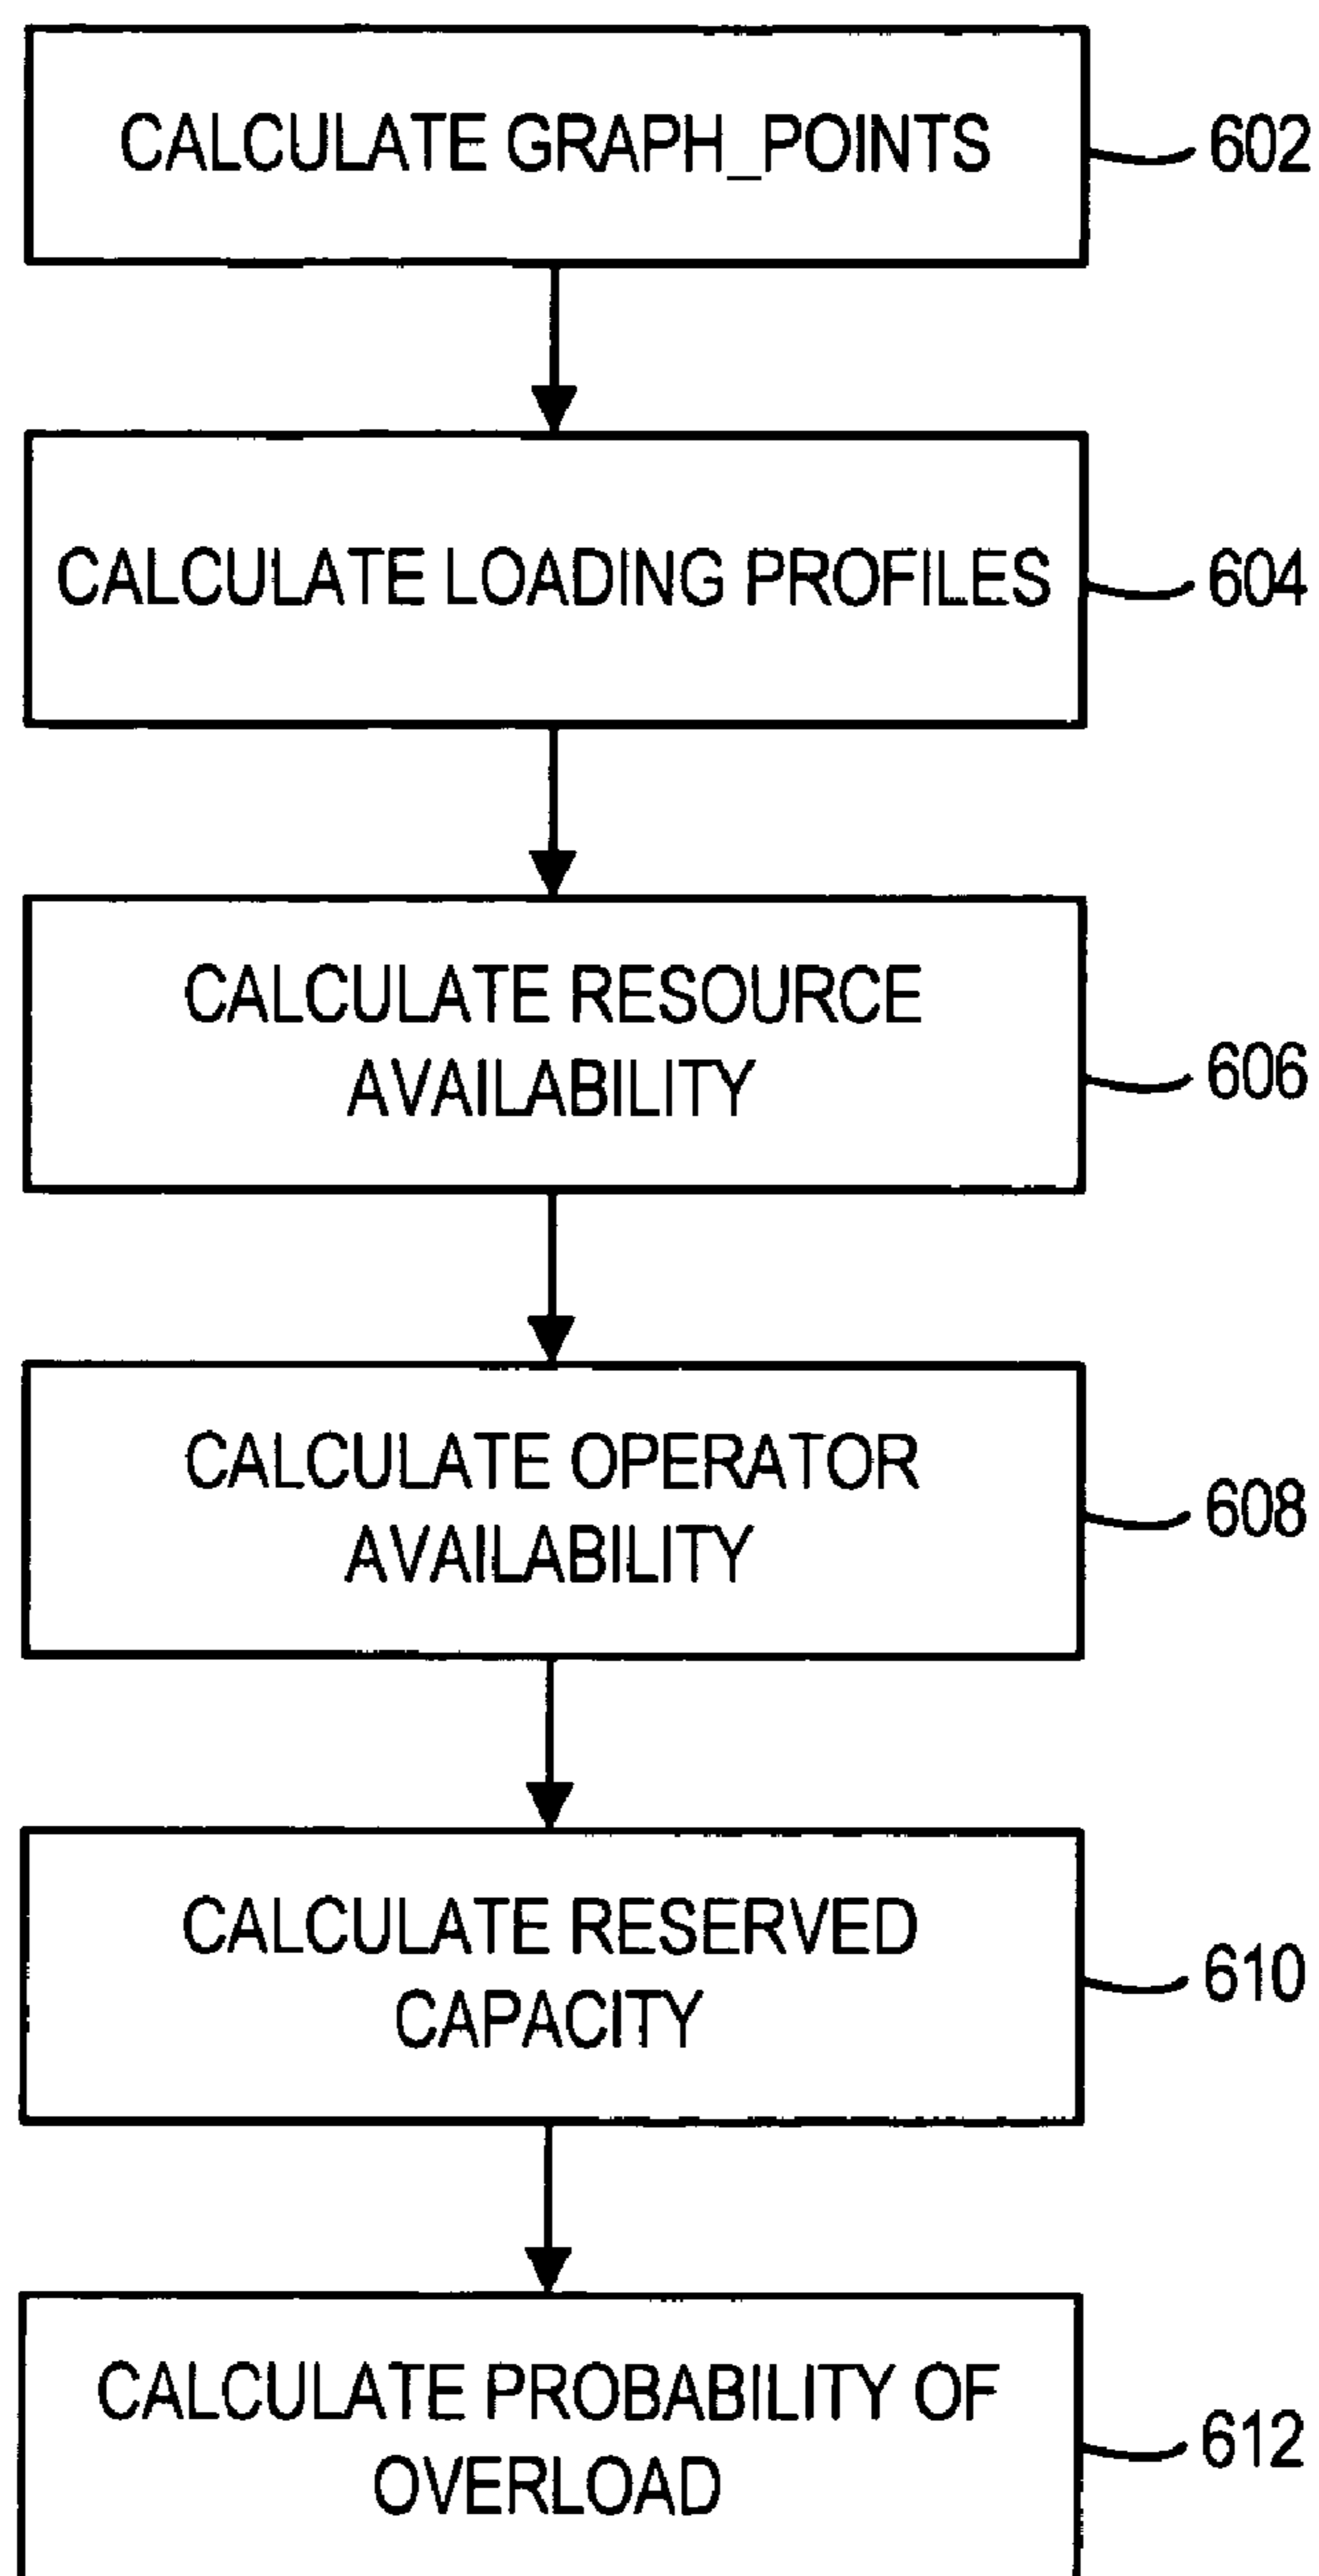 CALCULATE GRAPH_POINTS
602
CALCULATE LOADING PROFILES
604
CALCULATE RESOURCE
AVAILABILITY
606
CALCULATE OPERATOR
AVAILABILITY
608
CALCULATE RESERVED
CAPACITY
610
CALCULATE PROBABILITY OF
OVERLOAD
612